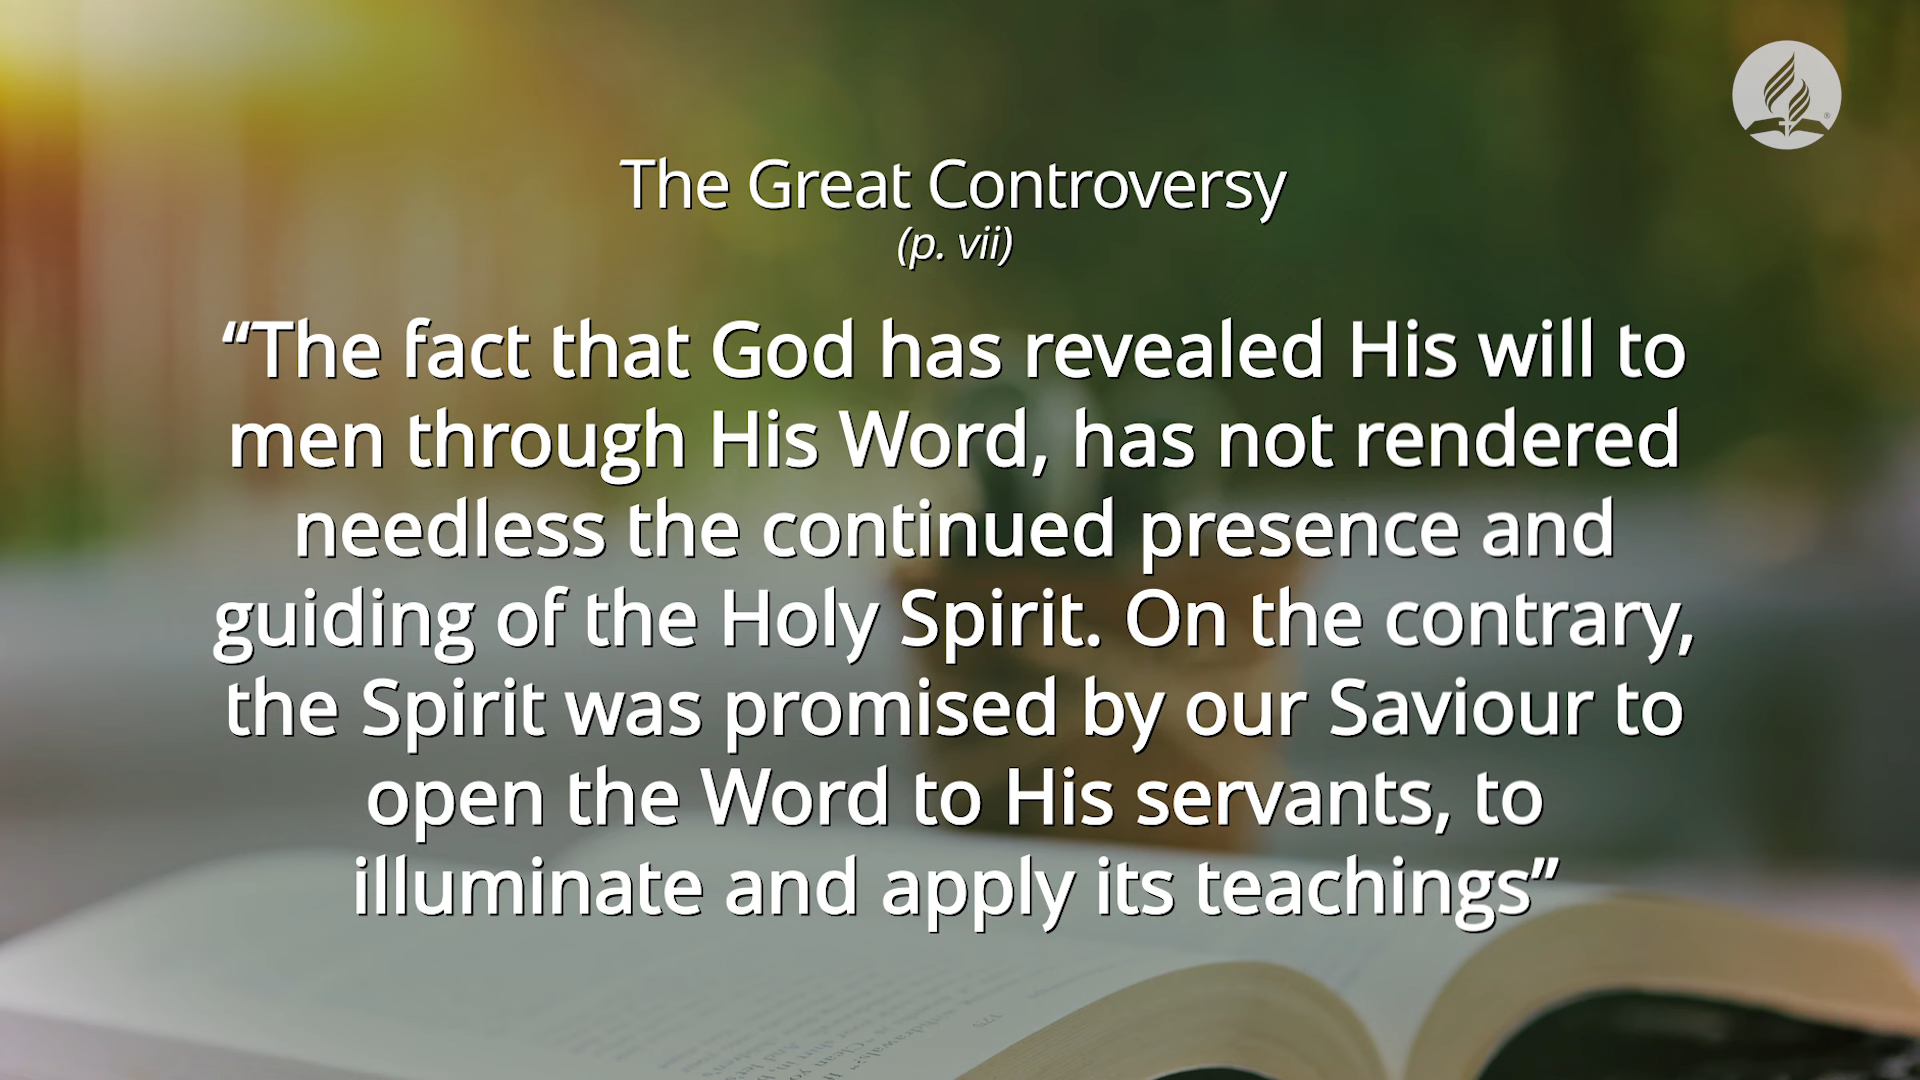 The Great Controversy
(p. vii)
“The fact that God has revealed His will to
men through His Word, has not rendered
needless the continued presence and
guiding of the Holy Spirit. On the contrary,
the Spirit was promised by our Saviour to
open the Word to His servants, to
illuminate and apply its teachings”